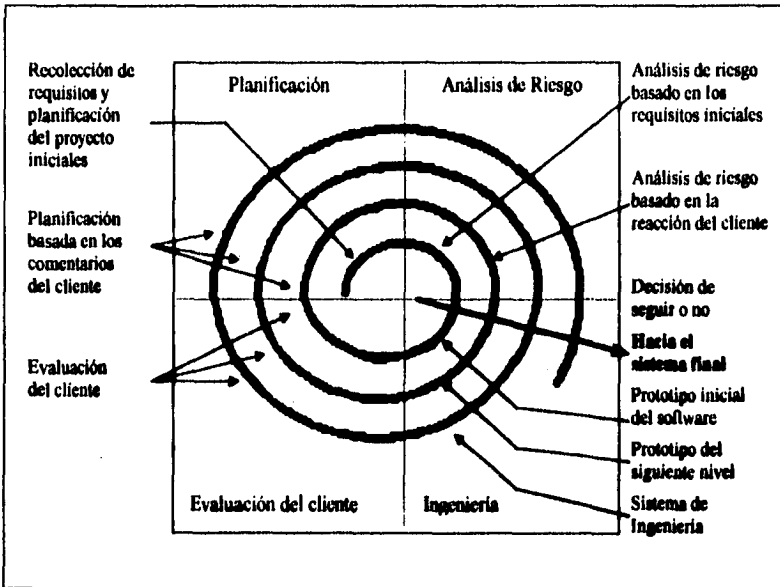 Recolección de
requisitos y
planificación
del proyecto
iniciales
Planificación
basada en los
comentarios
del cliente
Evaluación
del cliente
Planificación
Análisis de Riesgo
Evaluación del cliente
Ingeniería
Análisis de riesgo
basado en los
requisitos iniciales
Análisis de riesgo
basado en la
reacción del cliente
Decisión de
seguir o no
Hacia el
sistema final
Prototipo inicial
del software
Prototipo del
siguiente nivel
Sistema de
Ingeniería